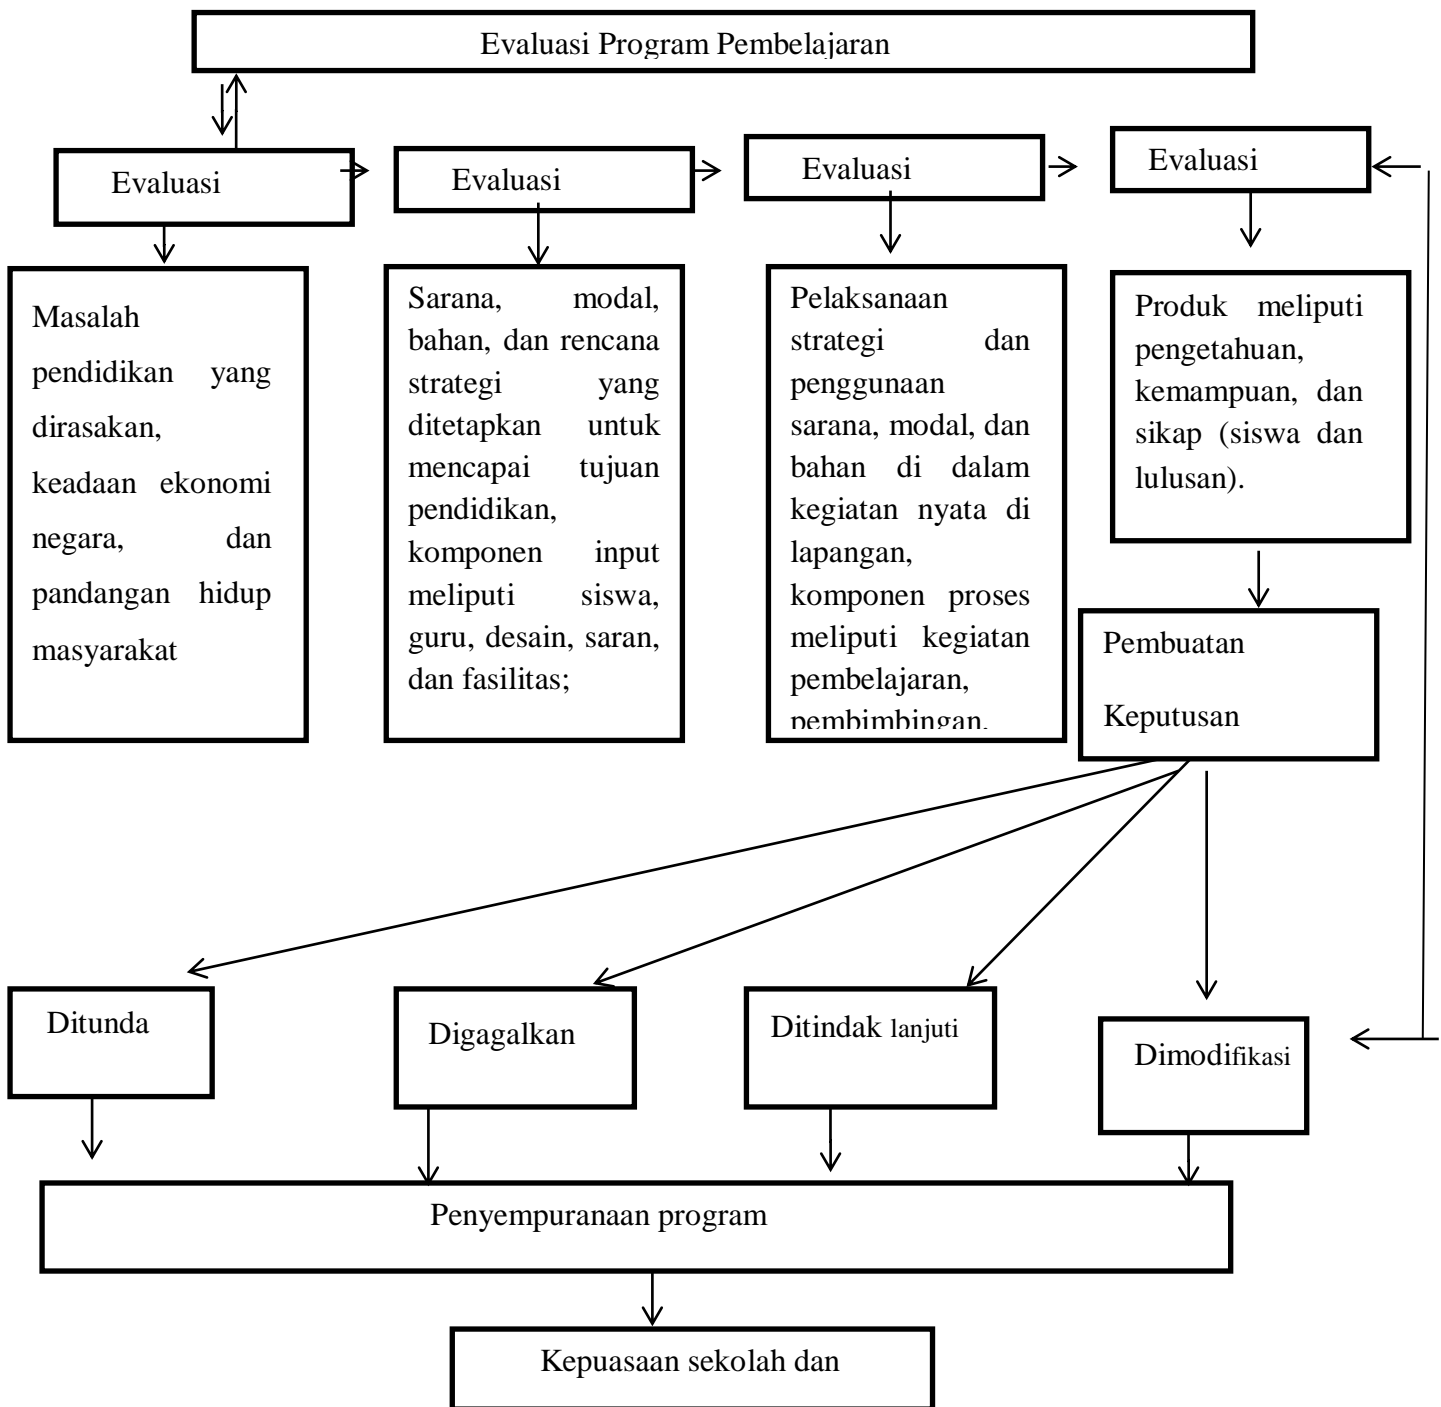 Evaluasi Program Pembelajaran
Evaluasi
Evaluasi
Evaluasi
Evaluasi
Masalah
pendidikan yang
dirasakan,
keadaan ekonomi
negara, dan
pandangan hidup
masyarakat
Sarana, modal,
bahan, dan rencana
strategi yang
ditetapkan untuk
mencapai tujuan
pendidikan,
komponen input
meliputi siswa,
guru, desain, saran,
dan fasilitas;
Pelaksanaan
strategi dan
penggunaan
sarana, modal, dan
bahan di dalam
kegiatan nyata di
lapangan,
komponen proses
meliputi kegiatan
pembelajaran,
pembimbingan,
Produk meliputi
pengetahuan,
kemampuan, dan
sikap (siswa dan
lulusan).
Pembuatan
Keputusan
Ditunda
Digagalkan
Ditindak lanjuti
Dimodifikasi
Penyempuranaan program
Kepuasaan sekolah dan